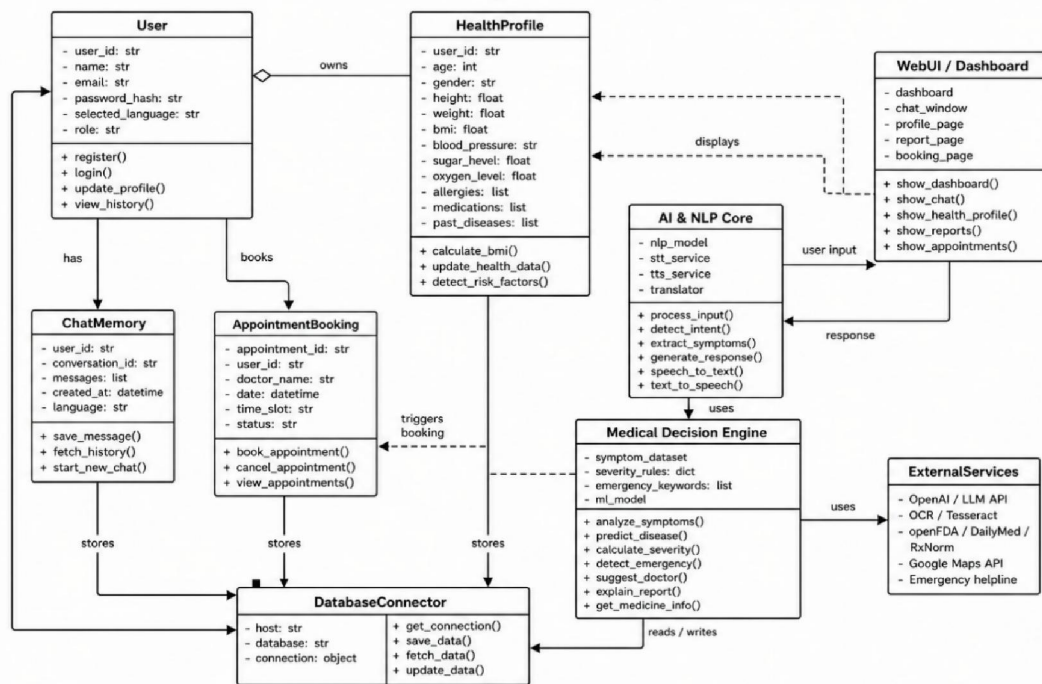 User
- user_id: str
- name: str
- email: str
- password_hash: str
- selected_language: str
- role: str
+ register()
+ login()
+ update_profile()
+ view_history()
owns
HealthProfile
- user_id: str
- age: int
- gender: str
- height: float
- weight: float
- bmi: float
- blood_pressure: str
- sugar_hevel: float
- oxygen_level: float
- allergies: list
- medications: list
- past_diseases: list
+ calculate_bmi()
+ update_health_data()
+ detect_risk_factors()
displays
WebUI / Dashboard
- dashboard
- chat_window
- profile_page
- report_page
- booking_page
+ show_dashboard()
+ show_chat()
+ show_health_profile()
+ show_reports()
+ show_appointments()
AI & NLP Core
- nlp_model
- stt_service
- tts_service
- translator
+ process_input()
+ detect_intent()
+ extract_symptoms()
+ generate_response()
+ speech_to_text()
+ text_to_speech()
user input
response
has
books
ChatMemory
- user_id: str
- conversation_id: str
- messages: list
- created_at: datetime
- language: str
+ save_message()
+ fetch_history()
+ start_new_chat()
AppointmentBooking
- appointment_id: str
- user_id: str
- doctor_name: str
- date: datetime
- time_slot: str
- status: str
+ book_appointment()
+ cancel_appointment()
+ view_appointments()
triggers
booking
uses
Medical Decision Engine
- symptom_dataset
- severity_rules: dict
- emergency_keywords: list
- ml_model
+ analyze_symptoms()
+ predict_disease()
+ calculate_severity()
+ detect_emergency()
+ suggest_doctor()
+ explain_report()
+ get_medicine_info()
uses
ExternalServices
- OpenAI / LLM API
- OCR / Tesseract
- openFDA / DailyMed /
RxNorm
- Google Maps API
- Emergency helpline
stores
stores
stores
DatabaseConnector
- host: str
- database: str
- connection: object
+ get_connection()
+ save_data()
+ fetch_data()
+ update_data()
reads / writes